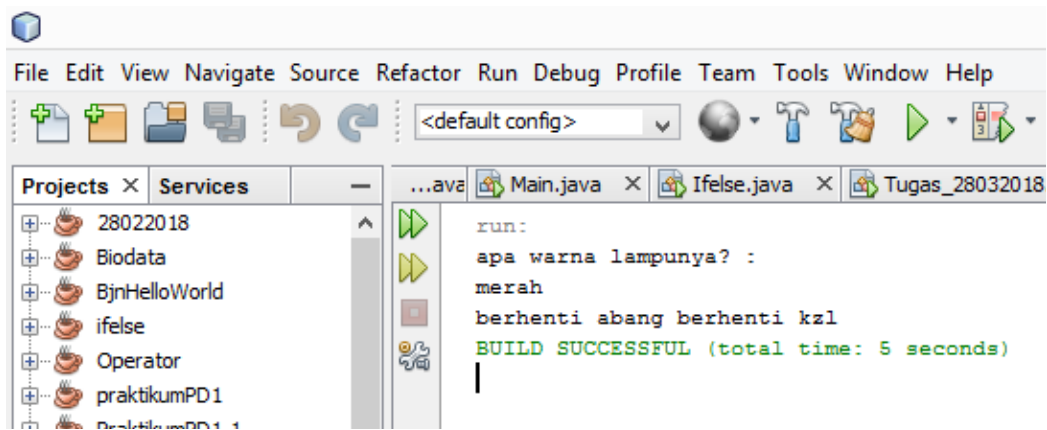 File Edit View Navigate Source Refactor Run Debug Profile Team Tools Window Help
<default config>
Projects Services
...ava Main.java Ifelse.java Tugas_28032018
28022018
Biodata
BjnHelloWorld
ifelse
Operator
praktikumPD1
PraktikumPD1_1
run:
apa warna lampunya? :
merah
berhenti abang berhenti kzl
BUILD SUCCESSFUL (total time: 5 seconds)